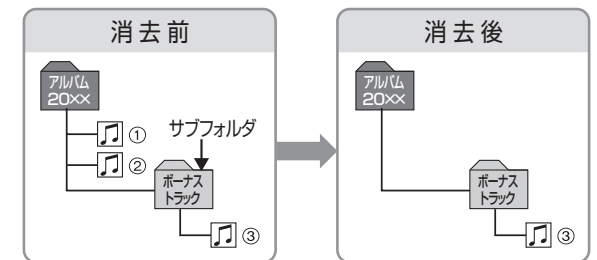 消去前
アルバム
20××
①
サブフォルダ
②
ボーナス
トラック
③
消去後
アルバム
20××
ボーナス
トラック
③